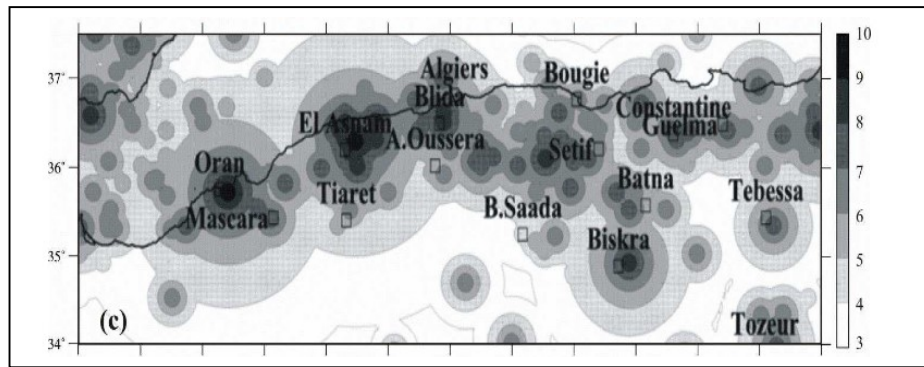 10
9
8
7
6
5
4
3
37°
36°
35°
34°
Algiers
Bougie
Blida
Constantine
El Asnam
Guelma
A.Oussera
Setif
Oran
Batna
Tiaret
Tebessa
Mascara
B.Saada
Biskra
(c)
Tozeur